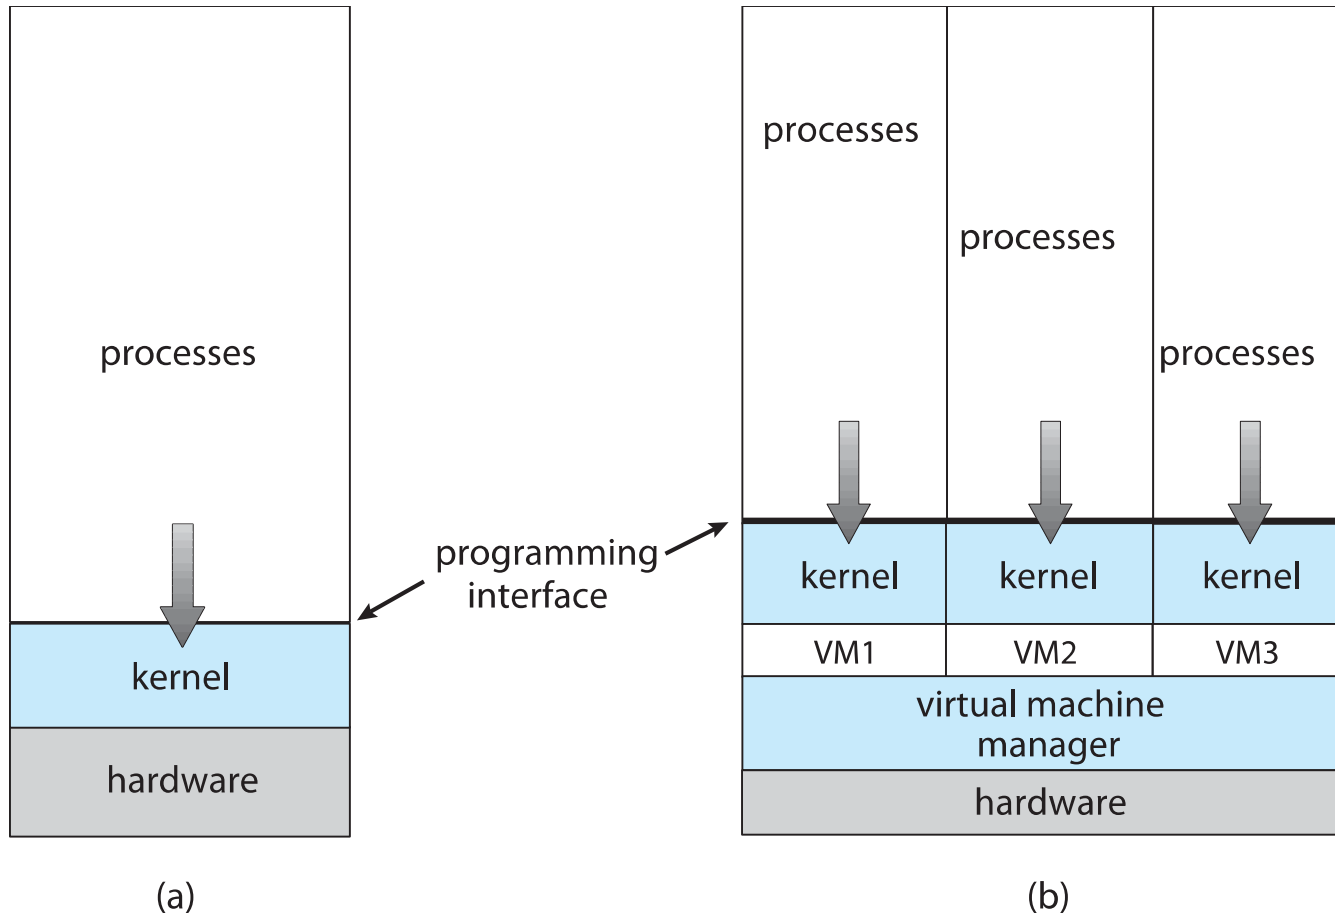 processes
kernel
hardware
(a)
programming
interface
processes
processes
processes
kernel
kernel
kernel
VM1
VM2
VM3
virtual machine
manager
hardware
(b)